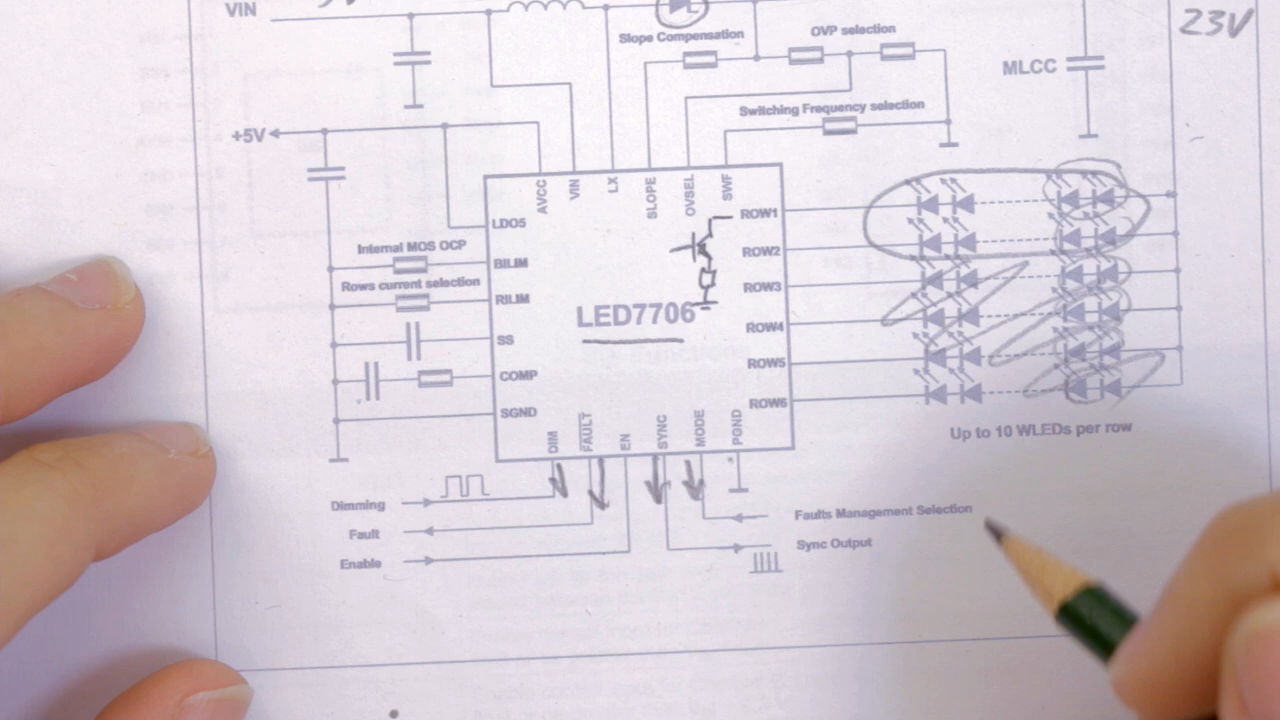 VIN
23V
Slope Compensation
OVP selection
MLCC
Switching Frequency selection
+5V
AVCC
VIN
LX
SLOPE
OVSEL
SWF
LDO5
ROW1
Internal MOS OCP
BILIM
ROW2
Rows current selection
RILIM
ROW3
LED7706
SS
ROW4
COMP
ROW5
SGND
ROW6
DIM
FAULT
EN
SYNC
MODE
PGND
Up to 10 WLEDs per row
Dimming
Faults Management Selection
Fault
Sync Output
Enable